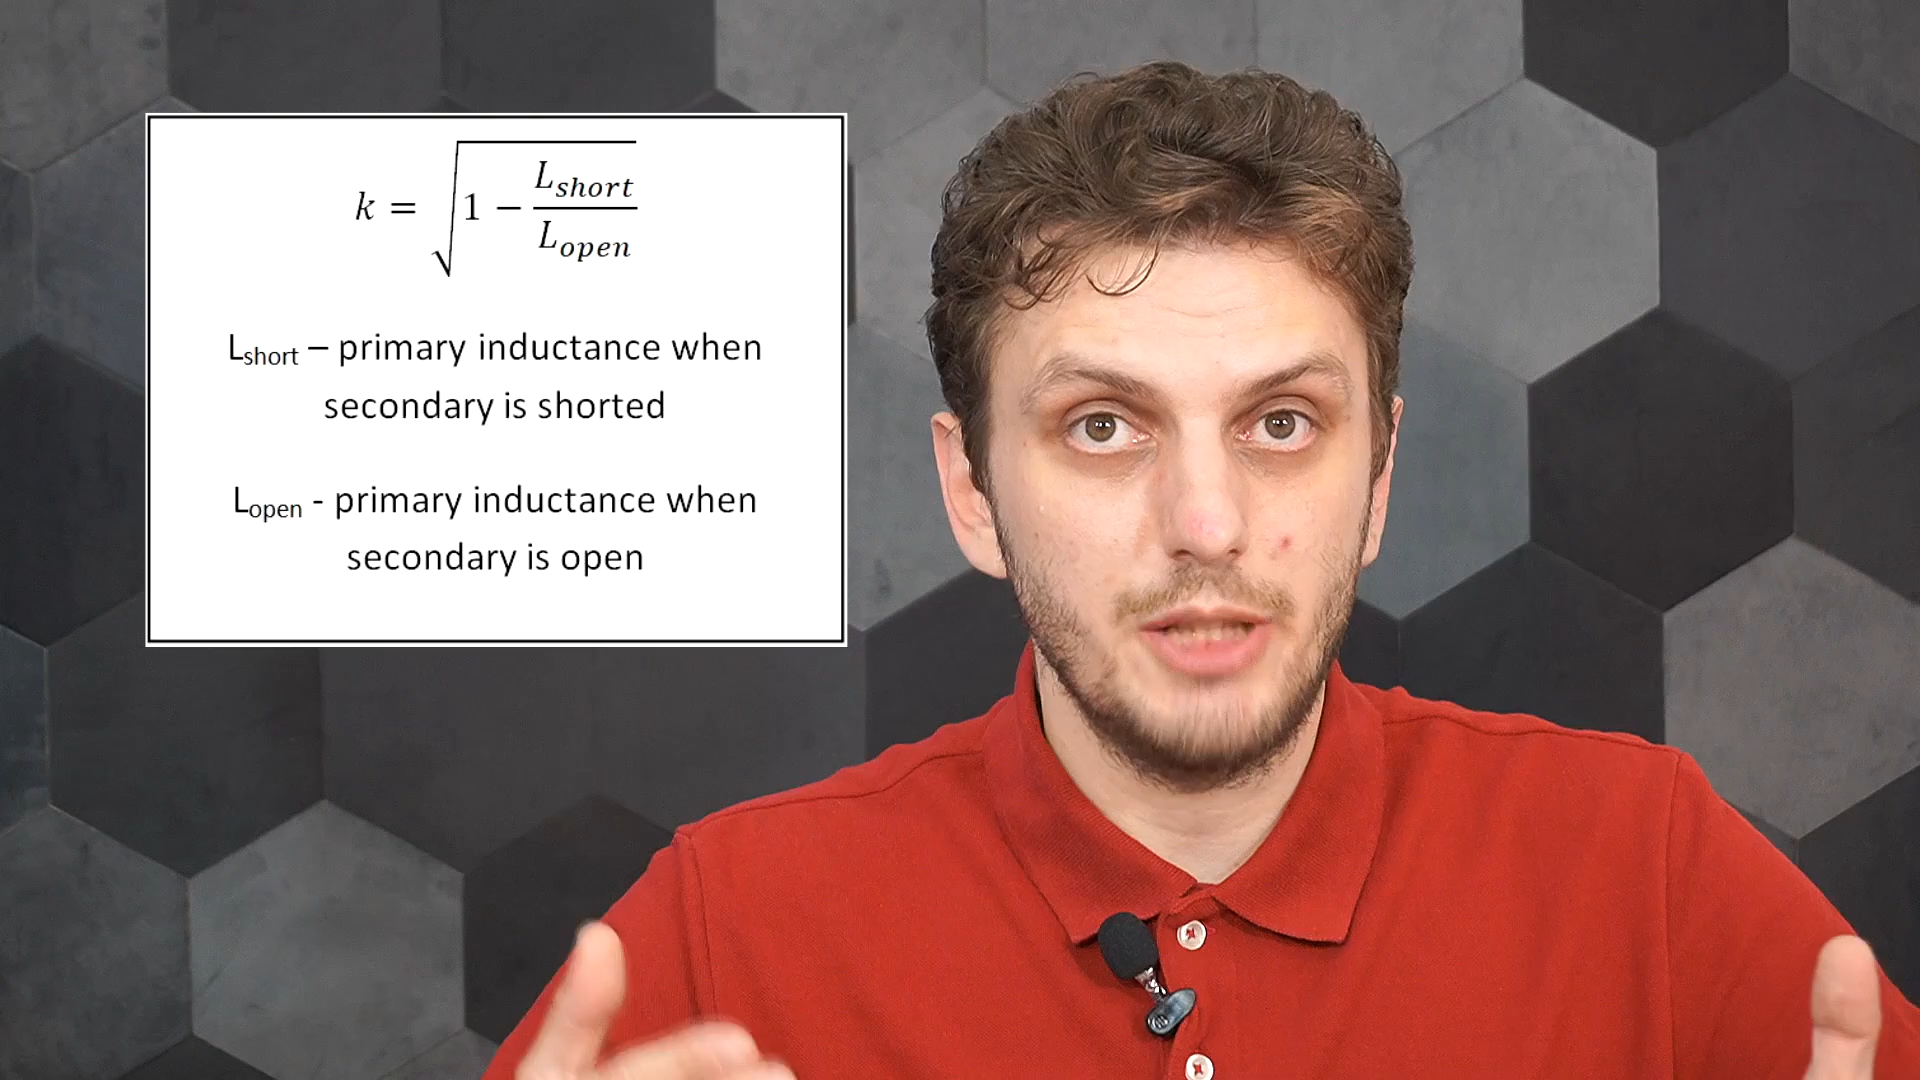 k = √(1 − L_short / L_open)
L_short – primary inductance when
secondary is shorted
L_open - primary inductance when
secondary is open